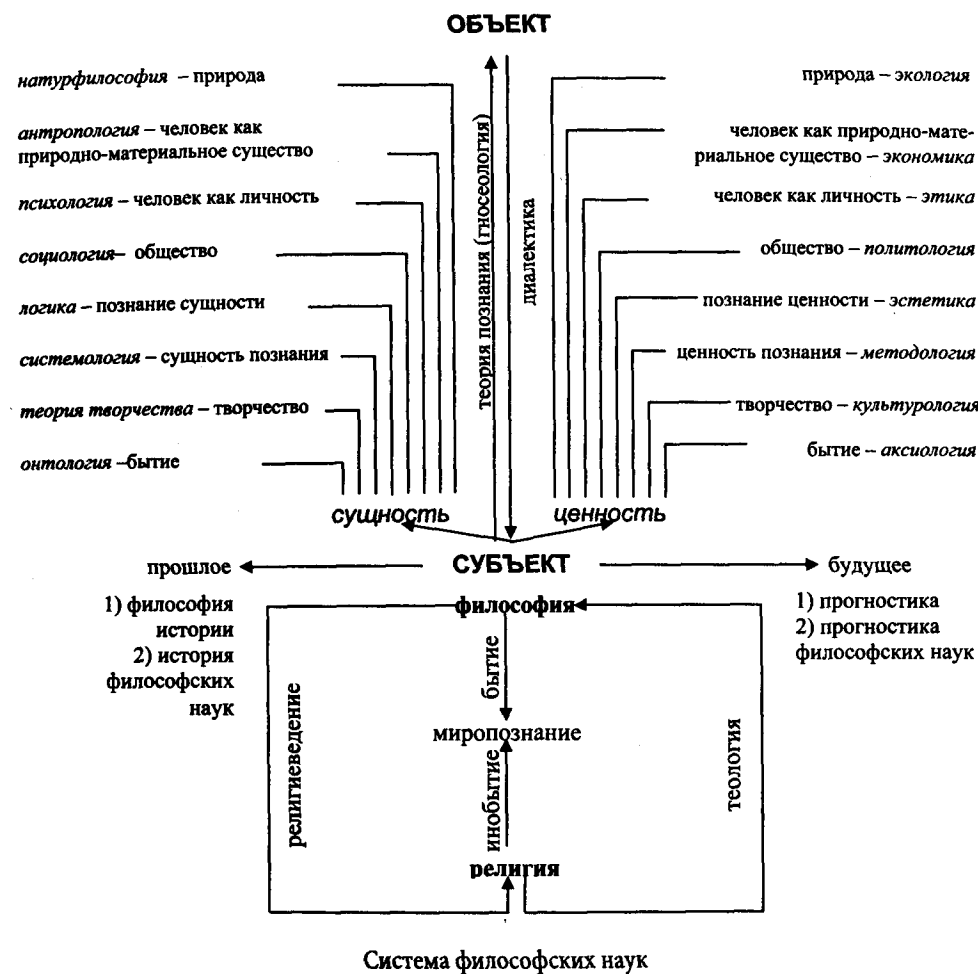 ОБЪЕКТ
натурфилософия – природа
антропология – человек как
природно-материальное существо
психология – человек как личность
социология– общество
логика – познание сущности
системология – сущность познания
теория творчества – творчество
онтология –бытие
сущность
теория познания (гносеология)
диалектика
природа – экология
человек как природно-мате-
риальное существо – экономика
человек как личность – этика
общество – политология
познание ценности – эстетика
ценность познания – методология
творчество – культурология
бытие – аксиология
ценность
прошлое
СУБЪЕКТ
будущее
1) философия
истории
2) история
философских
наук
философия
1) прогностика
2) прогностика
философских наук
религиеведение
бытие
миропознание
инобытие
религия
теология
Система философских наук